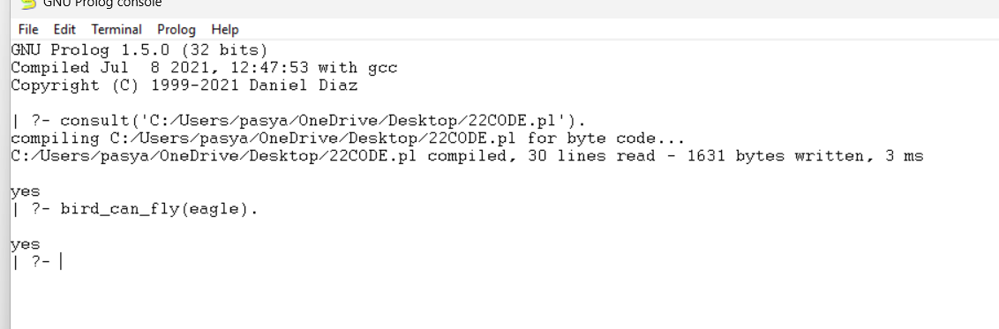 GNU Prolog console
File Edit Terminal Prolog Help
GNU Prolog 1.5.0 (32 bits)
Compiled Jul  8 2021, 12:47:53 with gcc
Copyright (C) 1999-2021 Daniel Diaz
| ?- consult('C:/Users/pasya/OneDrive/Desktop/22CODE.pl').
compiling C:/Users/pasya/OneDrive/Desktop/22CODE.pl for byte code...
C:/Users/pasya/OneDrive/Desktop/22CODE.pl compiled, 30 lines read - 1631 bytes written, 3 ms
yes
| ?- bird_can_fly(eagle).
yes
| ?-